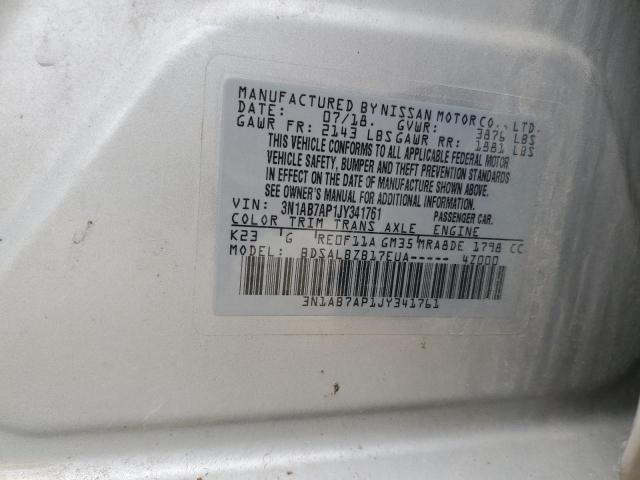 MANUFACTURED BY NISSAN MOTOR CO., LTD.
DATE: 07/18. GVWR: 3876 LBS
GAWR FR: 2143 LBS GAWR RR: 1881 LBS
THIS VEHICLE CONFORMS TO ALL APPLICABLE FEDERAL MOTOR
VEHICLE SAFETY, BUMPER AND THEFT PREVENTION STANDARDS
IN EFFECT ON THE DATE OF MANUFACTURE SHOWN ABOVE.
SEE OWNER'S MANUAL FOR ADDITIONAL INFORMATION.
VIN: 3N1AB7AP1JY341761 PASSENGER CAR.
COLOR TRIM TRANS AXLE ENGINE
K23 G RE0F11A GM35 MRA8DE 1798 CC
MODEL: BDSALBZB17EUA----- 4Z000
3N1AB7AP1JY341761